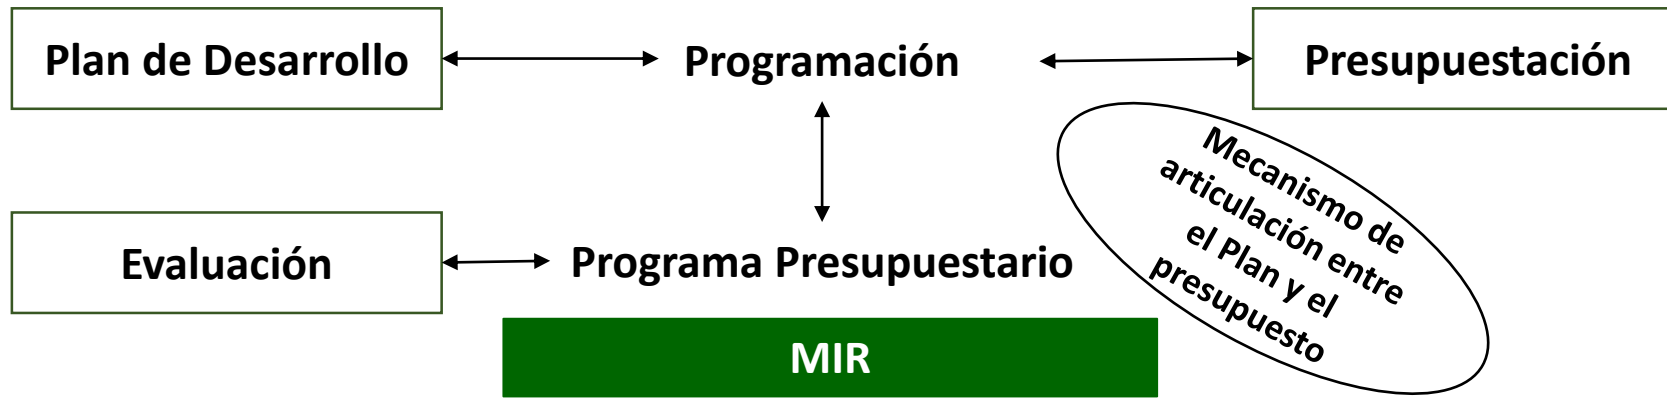 Plan de Desarrollo
Programación
Presupuestación
Mecanismo de
articulación entre
el Plan y el
presupuesto
Evaluación
Programa Presupuestario
MIR